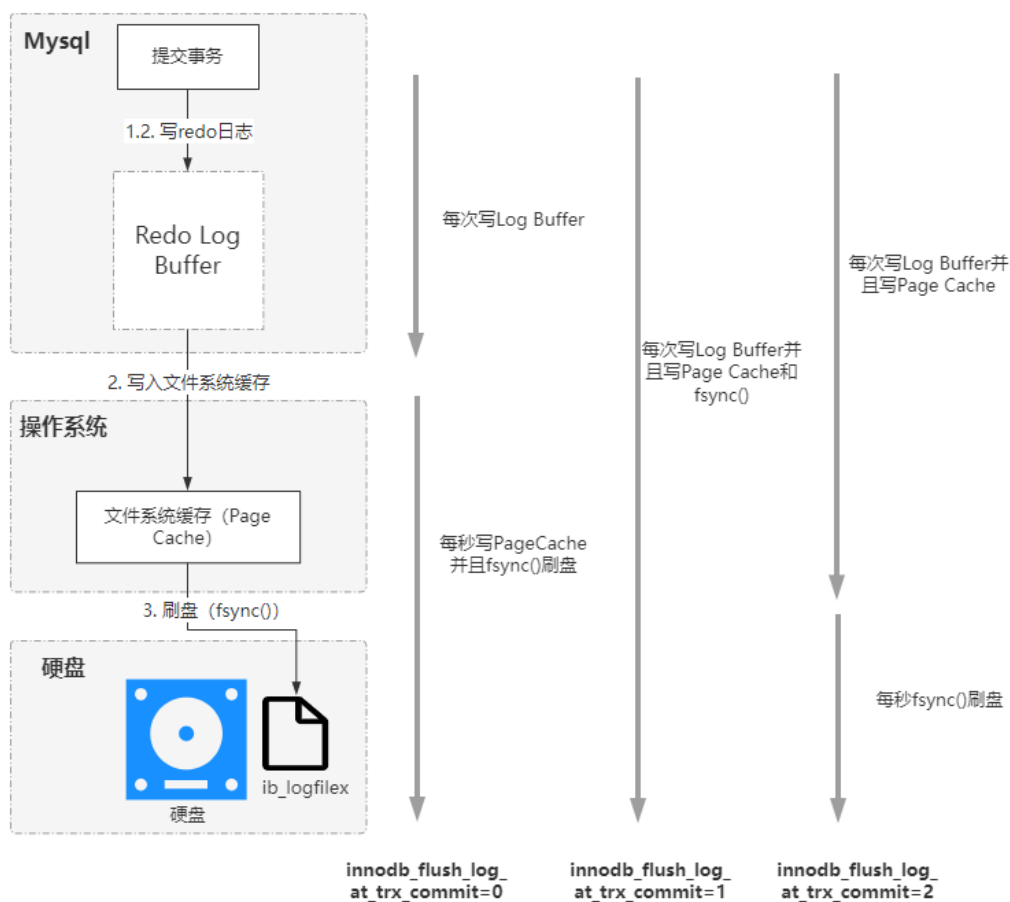 Mysql
提交事务
1.2. 写redo日志
Redo Log
Buffer
2. 写入文件系统缓存
操作系统
文件系统缓存（Page
Cache）
3. 刷盘（fsync()）
硬盘
ib_logfilex
硬盘
每次写Log Buffer
每秒写PageCache
并且fsync()刷盘
innodb_flush_log_
at_trx_commit=0
每次写Log Buffer并
且写Page Cache和
fsync()
innodb_flush_log_
at_trx_commit=1
每次写Log Buffer并
且写Page Cache
每秒fsync()刷盘
innodb_flush_log_
at_trx_commit=2